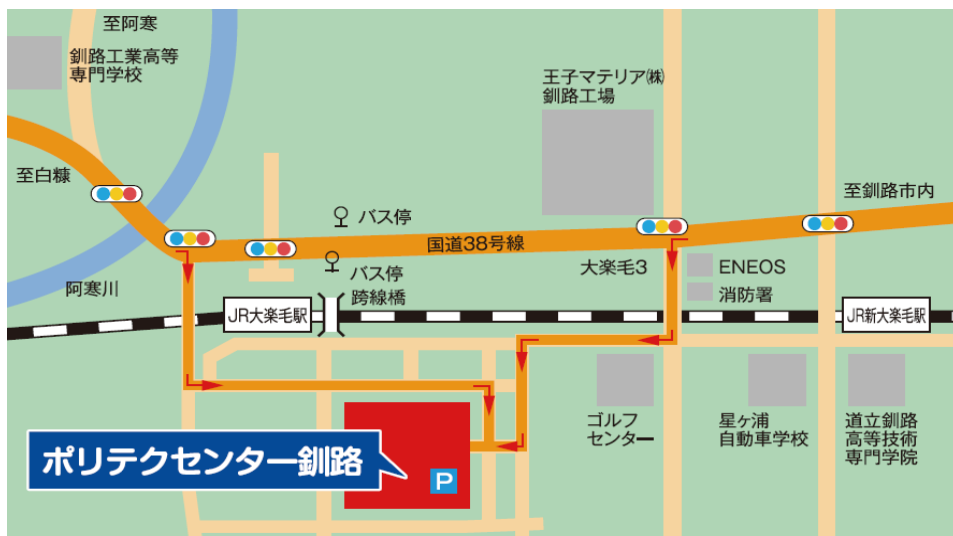 至阿寒
釧路工業高等
専門学校
王子マテリア㈱
釧路工場
至白糠
至釧路市内
バス停
国道38号線
バス停
大楽毛3
ENEOS
阿寒川
跨線橋
消防署
JR大楽毛駅
JR新大楽毛駅
ゴルフ
センター
星ヶ浦
自動車学校
道立釧路
高等技術
専門学院
ポリテクセンター釧路
P